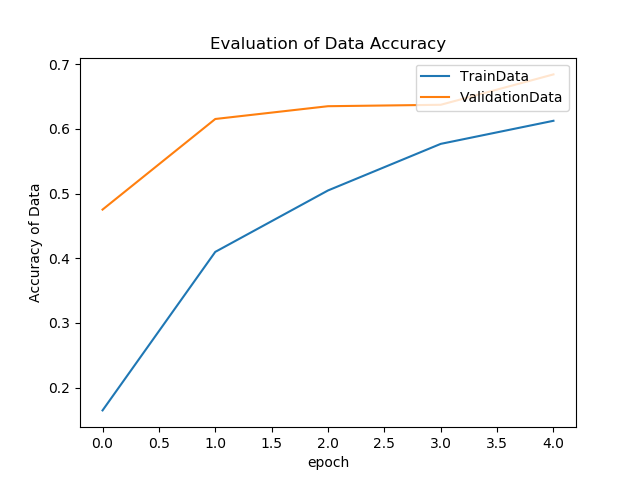 Evaluation of Data Accuracy
0.7
0.6
0.5
0.4
0.3
0.2
Accuracy of Data
TrainData
ValidationData
0.0 0.5 1.0 1.5 2.0 2.5 3.0 3.5 4.0
epoch